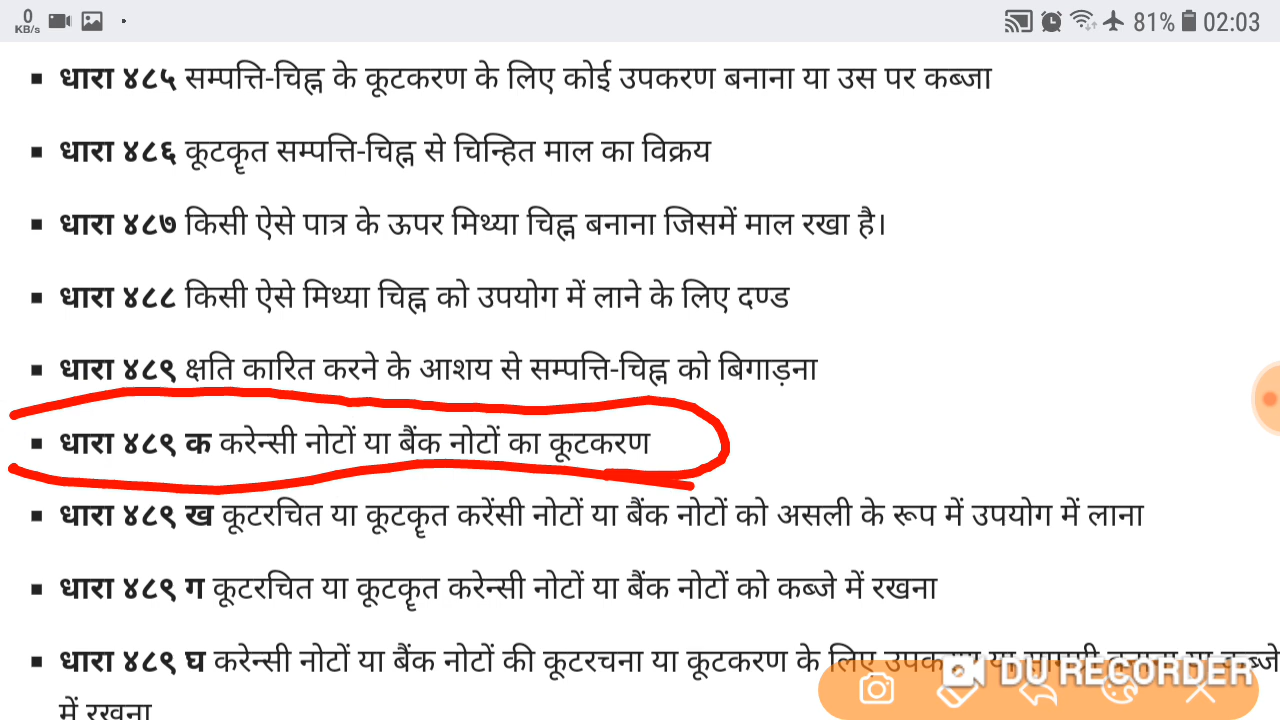 0
KB/s
81% 02:03
▪ धारा ४८५ सम्पत्ति-चिह्न के कूटकरण के लिए कोई उपकरण बनाना या उस पर कब्जा
▪ धारा ४८६ कूटकॄत सम्पत्ति-चिह्न से चिन्हित माल का विक्रय
▪ धारा ४८७ किसी ऐसे पात्र के ऊपर मिथ्या चिह्न बनाना जिसमें माल रखा है।
▪ धारा ४८८ किसी ऐसे मिथ्या चिह्न को उपयोग में लाने के लिए दण्ड
▪ धारा ४८९ क्षति कारित करने के आशय से सम्पत्ति-चिह्न को बिगाड़ना
▪ धारा ४८९ क करेन्सी नोटों या बैंक नोटों का कूटकरण
▪ धारा ४८९ ख कूटरचित या कूटकॄत करेंसी नोटों या बैंक नोटों को असली के रूप में उपयोग में लाना
▪ धारा ४८९ ग कूटरचित या कूटकॄत करेन्सी नोटों या बैंक नोटों को कब्जे में रखना
▪ धारा ४८९ घ करेन्सी नोटों या बैंक नोटों की कूटरचना या कूटकरण के लिए उपकरण या कब्जे
में रखना
DU RECORDER